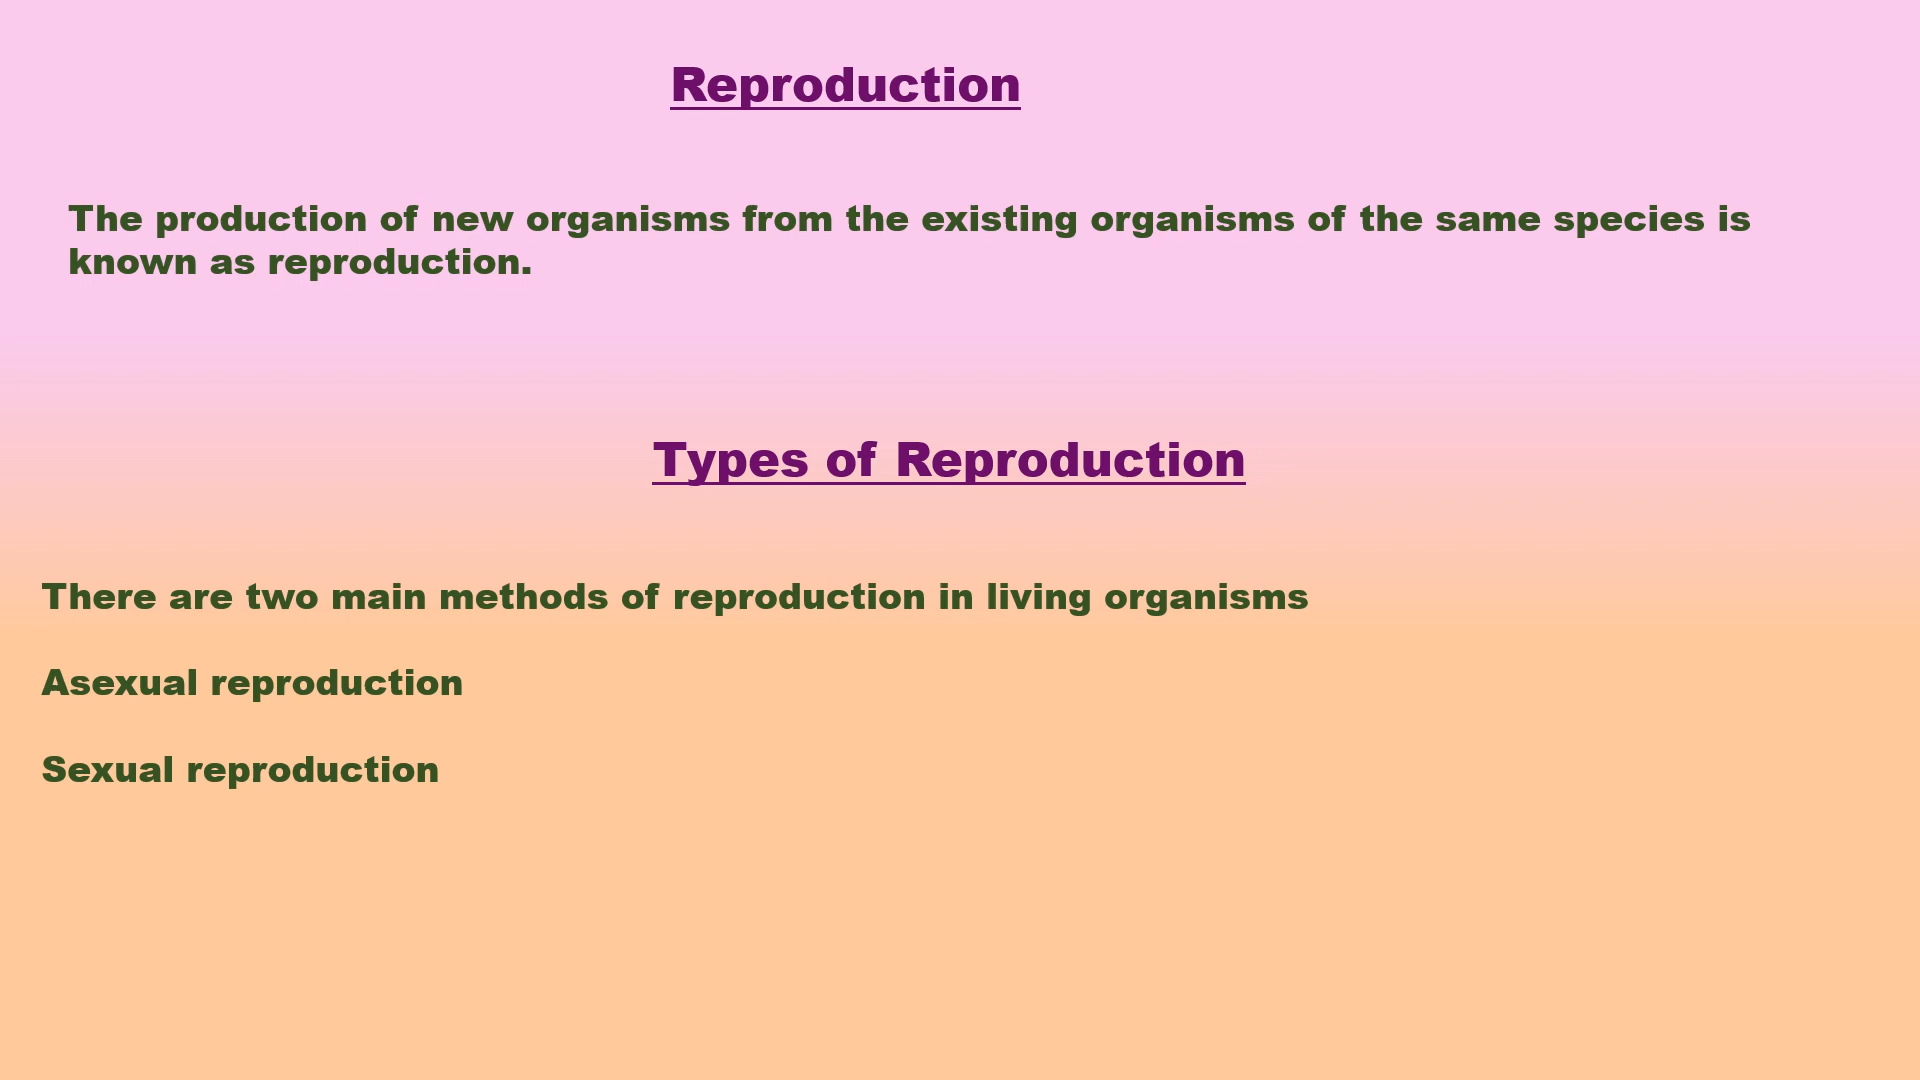 Reproduction
The production of new organisms from the existing organisms of the same species is
known as reproduction.
Types of Reproduction
There are two main methods of reproduction in living organisms
Asexual reproduction
Sexual reproduction